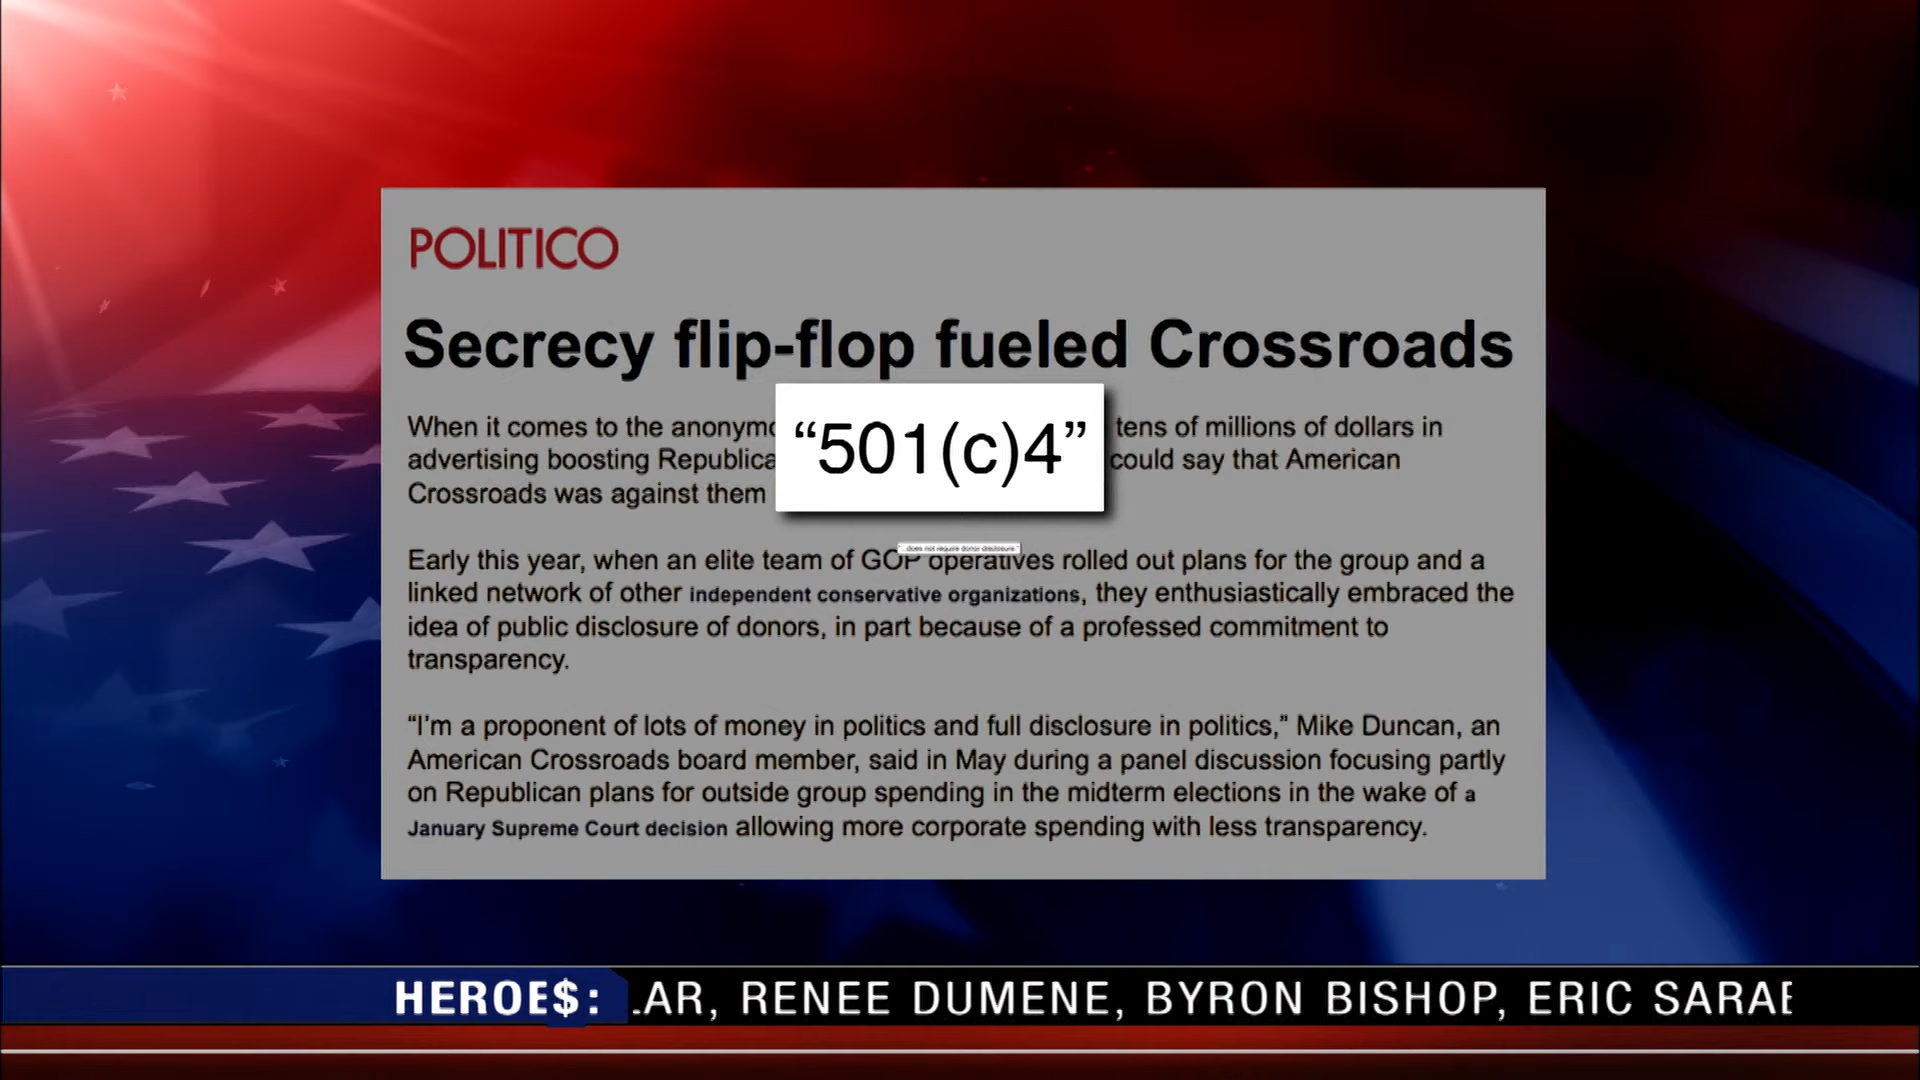 POLITICO
Secrecy flip-flop fueled Crossroads
“501(c)4”
When it comes to the tens of millions of dollars in
advertising boosting could say that American
Crossroads was against them
“...does not require donor disclosure.”
Early this year, when an elite team of GOP operatives rolled out plans for the group and a
linked network of other independent conservative organizations, they enthusiastically embraced the
idea of public disclosure of donors, in part because of a professed commitment to
transparency.
“I’m a proponent of lots of money in politics and full disclosure in politics,” Mike Duncan, an
American Crossroads board member, said in May during a panel discussion focusing partly
on Republican plans for outside group spending in the midterm elections in the wake of a
January Supreme Court decision allowing more corporate spending with less transparency.
HEROE$: .AR, RENEE DUMENE, BYRON BISHOP, ERIC SARAE